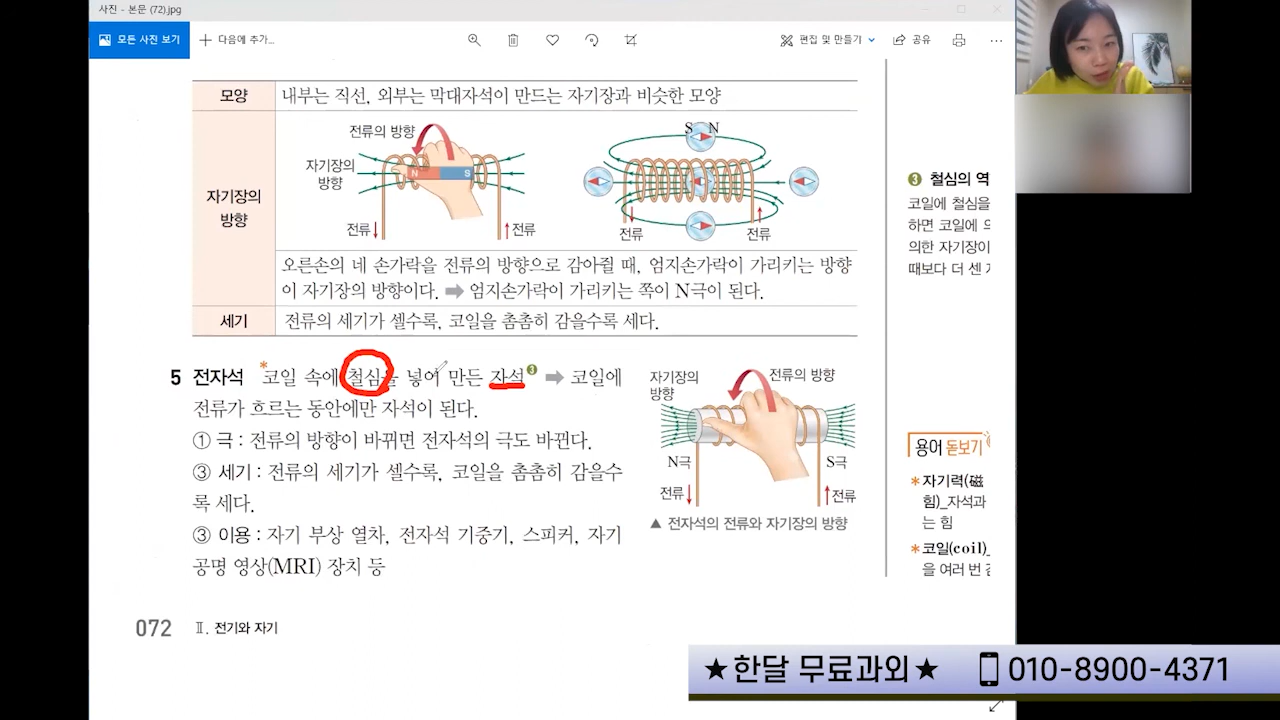 사진 - 본문 (72).jpg
모든 사진 보기
다음에 추가...
편집 및 만들기
공유
모양
내부는 직선, 외부는 막대자석이 만드는 자기장과 비슷한 모양
자기장의
방향
전류의 방향
자기장의
방향
N
S
전류
전류
S N
전류
전류
오른손의 네 손가락을 전류의 방향으로 감아쥘 때, 엄지손가락이 가리키는 방향
이 자기장의 방향이다. ➡ 엄지손가락이 가리키는 쪽이 N극이 된다.
세기
전류의 세기가 셀수록, 코일을 촘촘히 감을수록 세다.
5 전자석 *코일 속에 철심을 넣어 만든 자석❸ ➡ 코일에
전류가 흐르는 동안에만 자석이 된다.
① 극 : 전류의 방향이 바뀌면 전자석의 극도 바뀐다.
③ 세기 : 전류의 세기가 셀수록, 코일을 촘촘히 감을수
록 세다.
③ 이용 : 자기 부상 열차, 전자석 기중기, 스피커, 자기
공명 영상(MRI) 장치 등
자기장의
방향
전류의 방향
N극
S극
전류
전류
▲ 전자석의 전류와 자기장의 방향
❸ 철심의 역
코일에 철심을
하면 코일에 의
의한 자기장이
때보다 더 센 자
용어 돋보기
*자기력(磁
힘)_자석과
는 힘
*코일(coil)_
을 여러 번 감
072 Ⅱ. 전기와 자기
★한달 무료과외★ 010-8900-4371